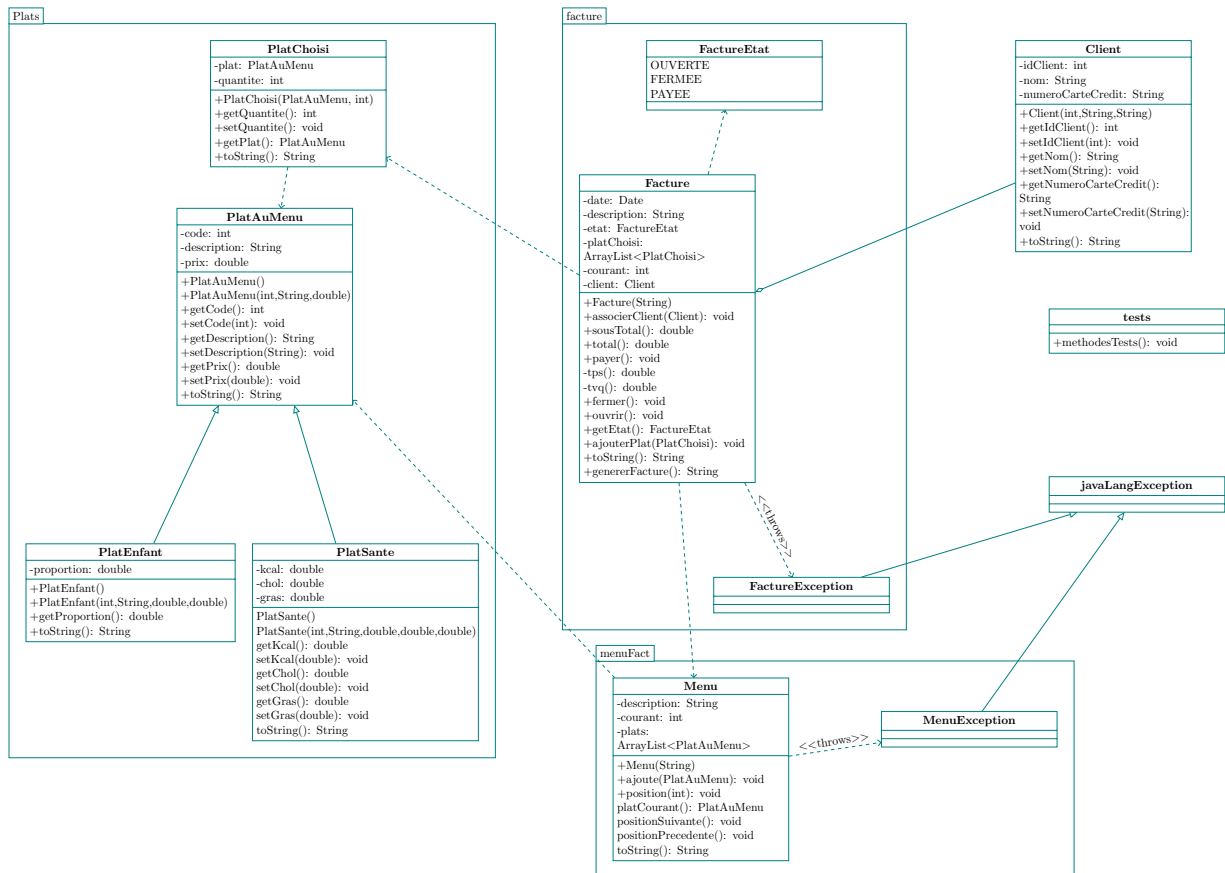 Plats
PlatChoisi
-plat: PlatAuMenu
-quantite: int
+PlatChoisi(PlatAuMenu, int)
+getQuantite(): int
+setQuantite(): void
+getPlat(): PlatAuMenu
+toString(): String
PlatAuMenu
-code: int
-description: String
-prix: double
+PlatAuMenu()
+PlatAuMenu(int,String,double)
+getCode(): int
+setCode(int): void
+getDescription(): String
+setDescription(String): void
+getPrix(): double
+setPrix(double): void
+toString(): String
PlatEnfant
-proportion: double
+PlatEnfant()
+PlatEnfant(int,String,double,double)
+getProportion(): double
+toString(): String
PlatSante
-kcal: double
-chol: double
-gras: double
PlatSante()
PlatSante(int,String,double,double,double)
getKcal(): double
setKcal(double): void
getChol(): double
setChol(double): void
getGras(): double
setGras(double): void
toString(): String
facture
FactureEtat
OUVERTE
FERMEE
PAYEE
Facture
-date: Date
-description: String
-etat: FactureEtat
-platChoisi:
ArrayList<PlatChoisi>
-courant: int
-client: Client
+Facture(String)
+associerClient(Client): void
+sousTotal(): double
+total(): double
+payer(): void
-tps(): double
-tvq(): double
+fermer(): void
+ouvrir(): void
+getEtat(): FactureEtat
+ajouterPlat(PlatChoisi): void
+toString(): String
+genererFacture(): String
<<throws>>
FactureException
menuFact
Menu
-description: String
-courant: int
-plats:
ArrayList<PlatAuMenu>
+Menu(String)
+ajoute(PlatAuMenu): void
+position(int): void
platCourant(): PlatAuMenu
positionSuivante(): void
positionPrecedente(): void
toString(): String
<<throws>>
MenuException
Client
-idClient: int
-nom: String
-numeroCarteCredit: String
+Client(int,String,String)
+getIdClient(): int
+setIdClient(int): void
+getNom(): String
+setNom(String): void
+getNumeroCarteCredit():
String
+setNumeroCarteCredit(String):
void
+toString(): String
tests
+methodesTests(): void
javaLangException